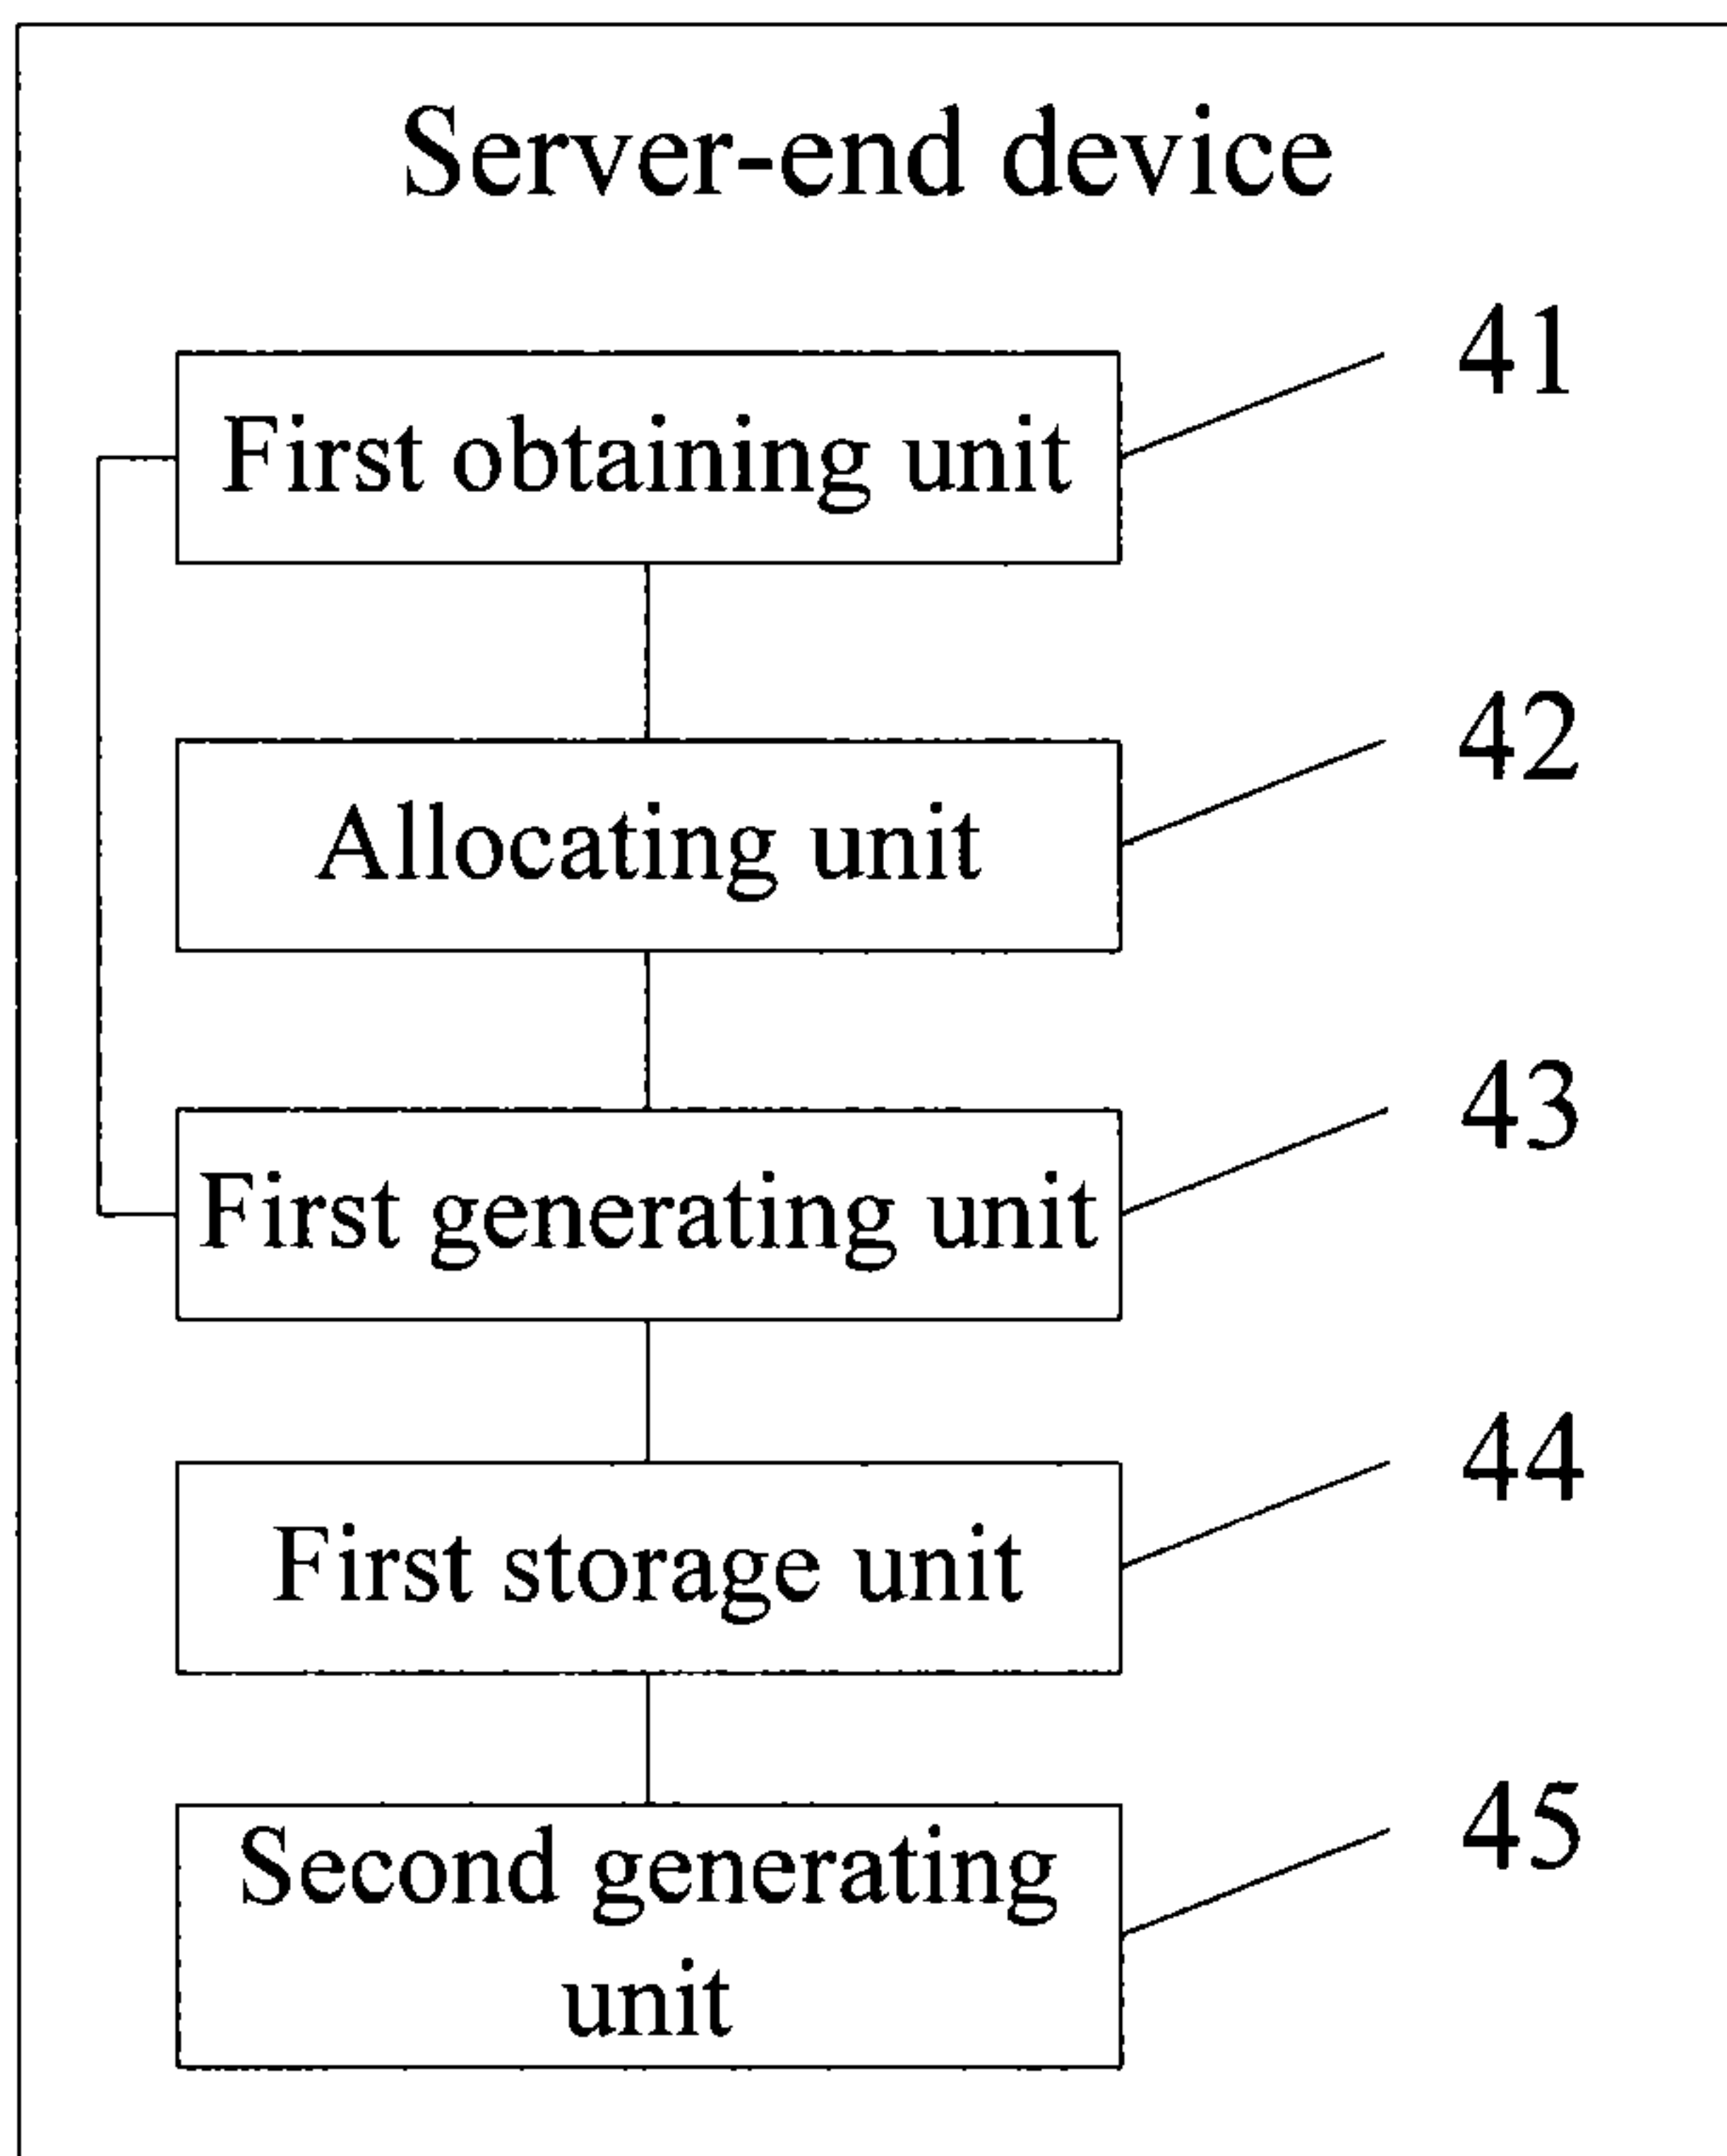 Server-end device
41
First obtaining unit
42
Allocating unit
43
First generating unit
44
First storage unit
45
Second generating
unit